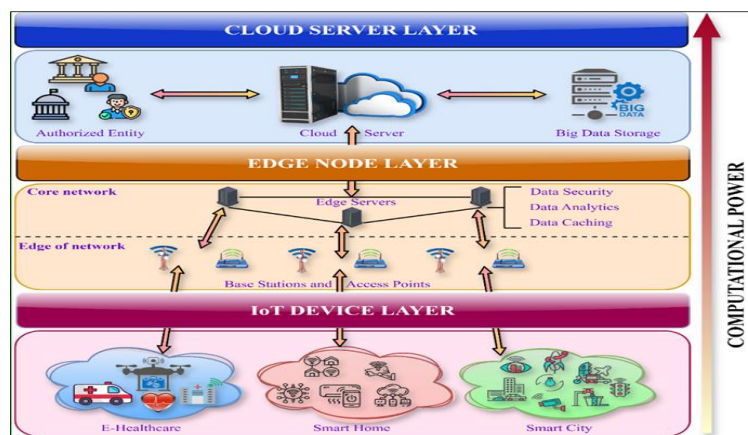 CLOUD SERVER LAYER
Authorized Entity
Cloud Server
Big Data Storage
BIG
DATA
EDGE NODE LAYER
Core network
Edge Servers
Data Security
Data Analytics
Data Caching
Edge of network
Base Stations and Access Points
IoT DEVICE LAYER
E-Healthcare
Smart Home
Smart City
COMPUTATIONAL POWER